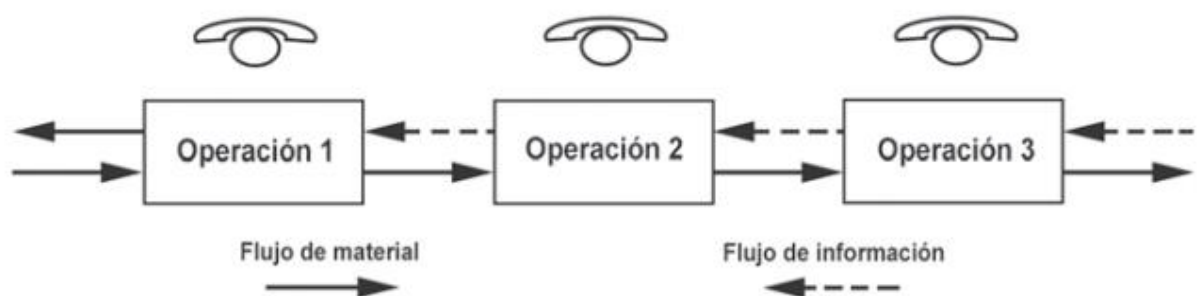 Operación 1
Operación 2
Operación 3
Flujo de material
Flujo de información